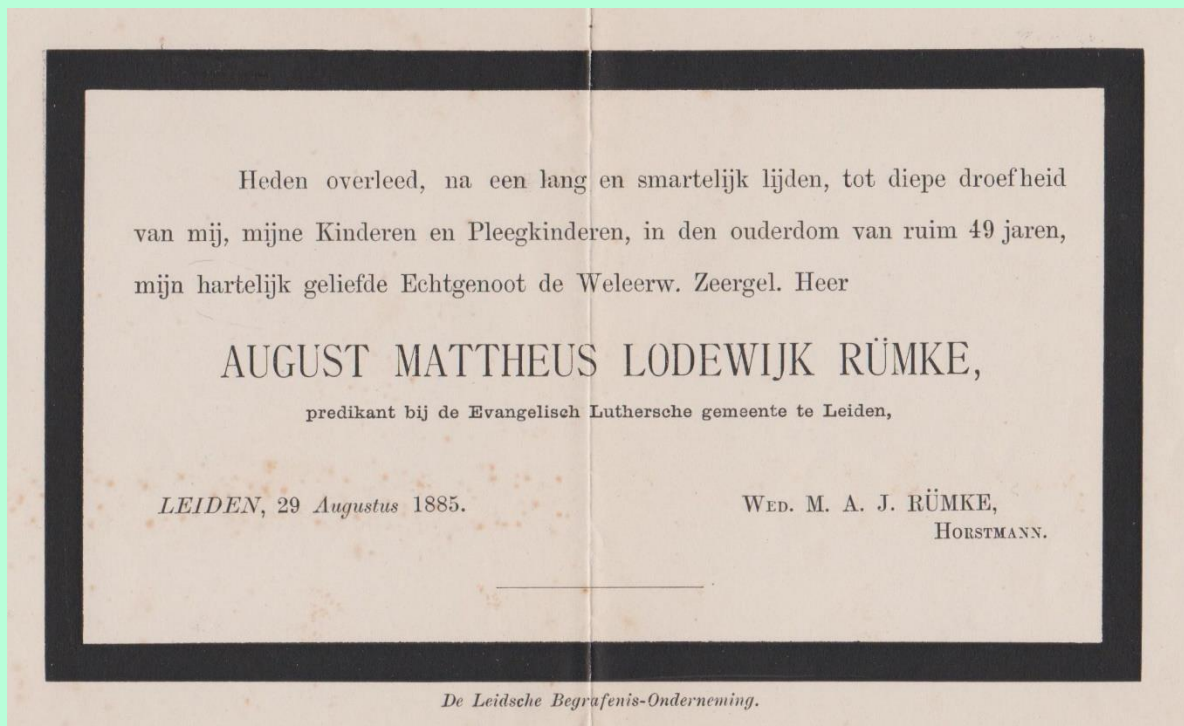 Heden overleed, na een lang en smartelijk lijden, tot diepe droefheid
van mij, mijne Kinderen en Pleegkinderen, in den ouderdom van ruim 49 jaren,
mijn hartelijk geliefde Echtgenoot de Weleerw. Zeergel. Heer
AUGUST MATTHEUS LODEWIJK RÜMKE,
predikant bij de Evangelisch Luthersche gemeente te Leiden,
LEIDEN, 29 Augustus 1885.
WED. M. A. J. RÜMKE,
HORSTMANN.
De Leidsche Begrafenis-Onderneming.